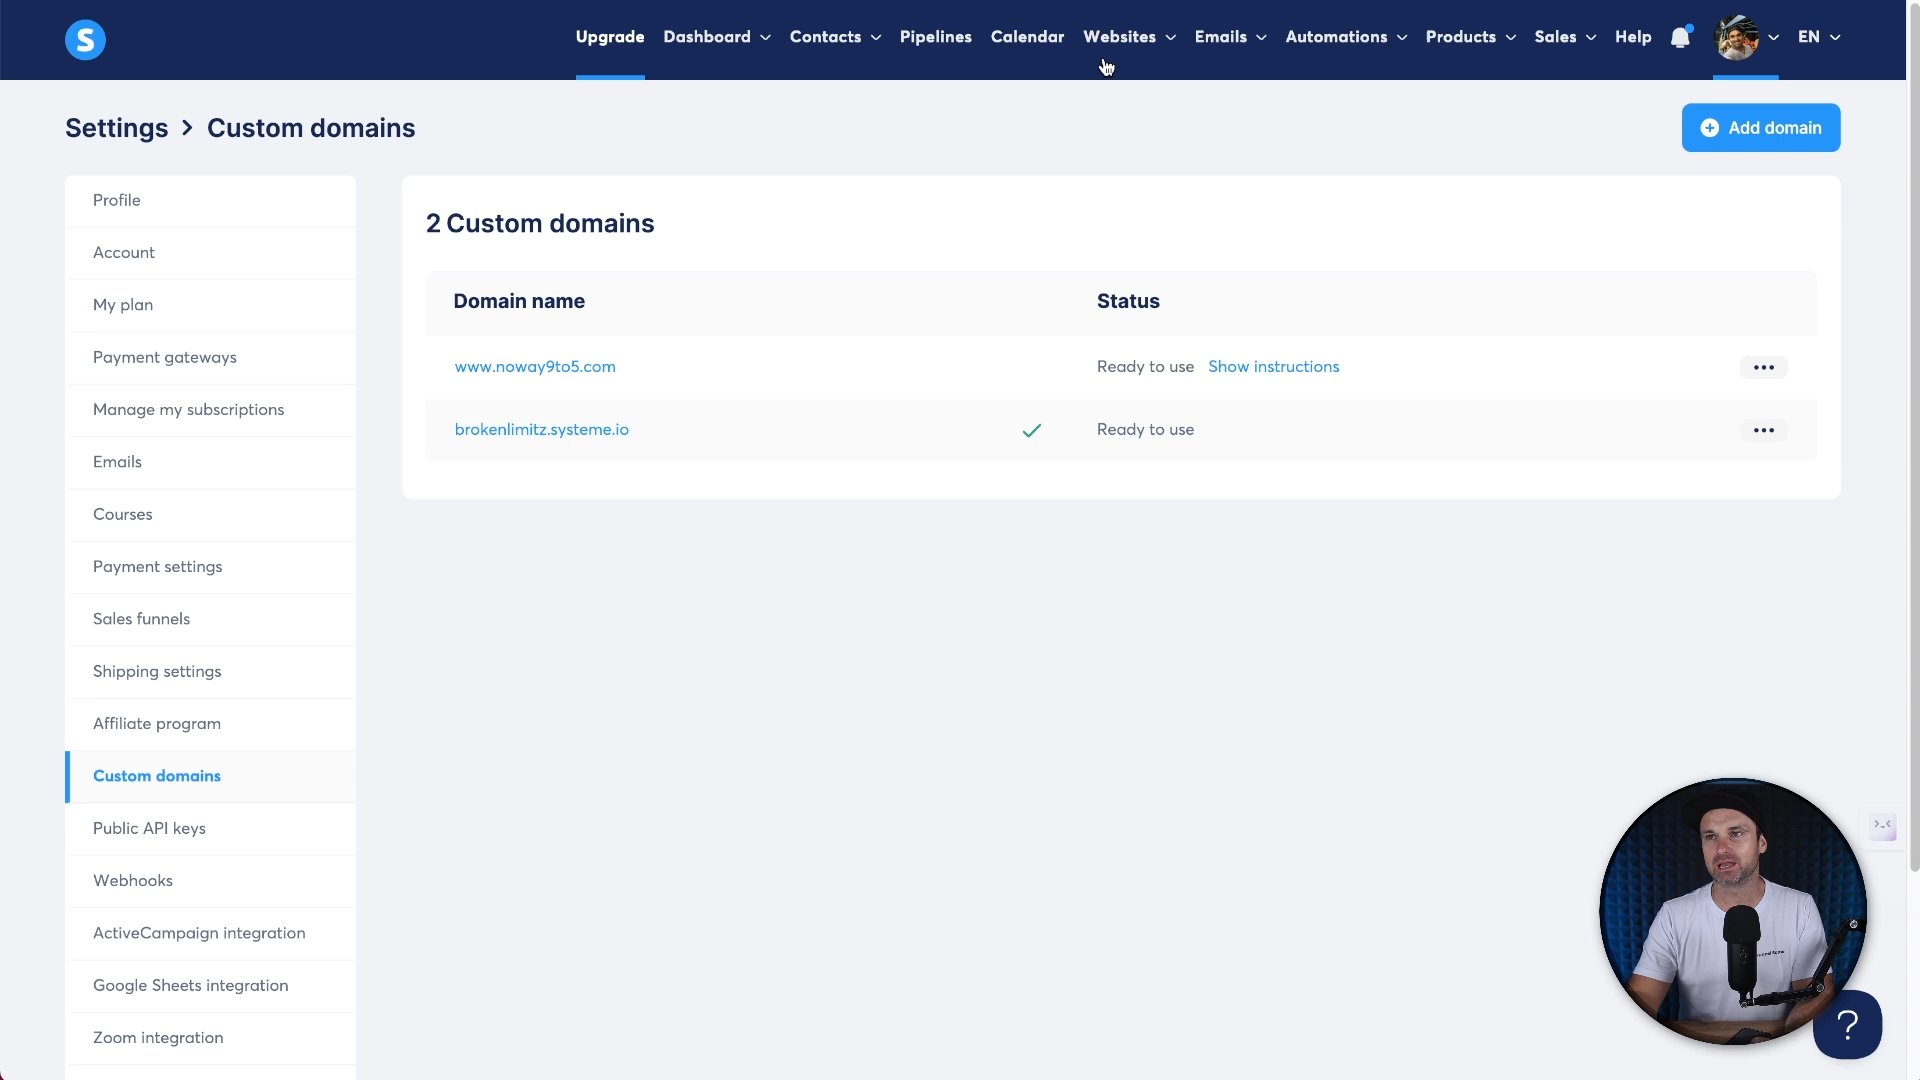 S
Upgrade Dashboard Contacts Pipelines Calendar Websites Emails Automations Products Sales Help EN
Settings > Custom domains
Add domain
Profile
Account
My plan
Payment gateways
Manage my subscriptions
Emails
Courses
Payment settings
Sales funnels
Shipping settings
Affiliate program
Custom domains
Public API keys
Webhooks
ActiveCampaign integration
Google Sheets integration
Zoom integration
2 Custom domains
Domain name Status
www.noway9to5.com Ready to use Show instructions
brokenlimitz.systeme.io Ready to use
?